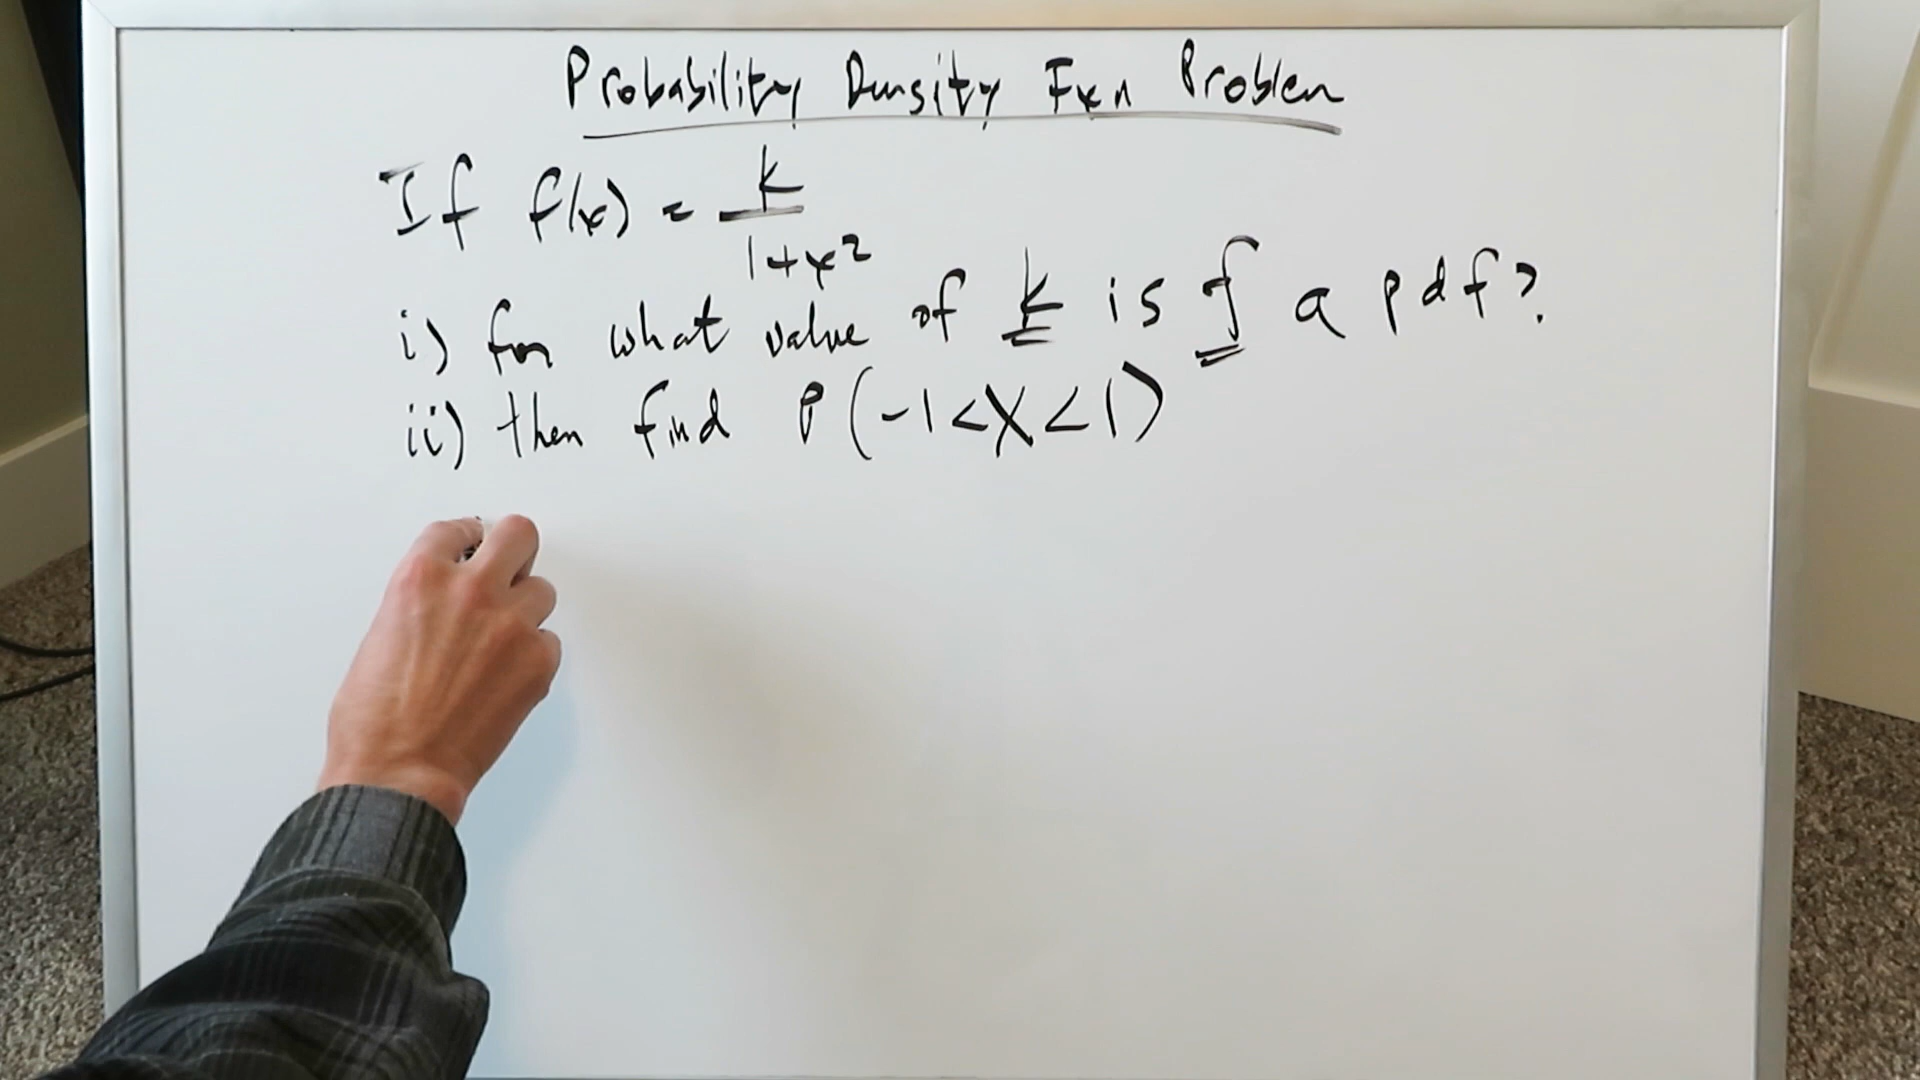 Probability Density Fxn Problem
If f(x) = k/1+x²
i) for what value of k is f a pdf?
ii) then find P(-1<X<1)